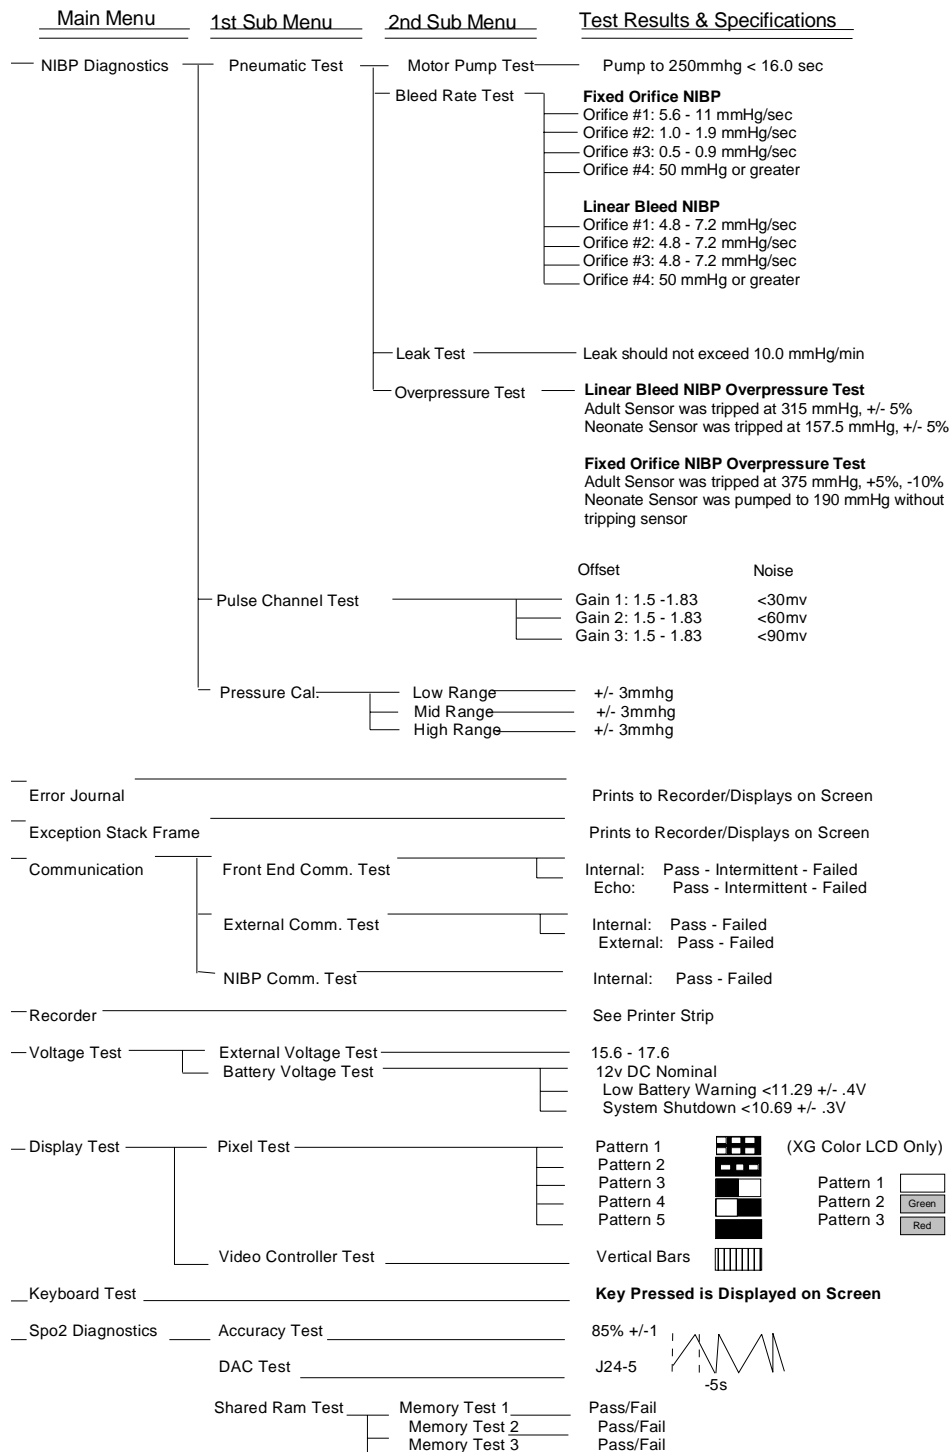 Main Menu 1st Sub Menu 2nd Sub Menu Test Results & Specifications
NIBP Diagnostics Pneumatic Test Motor Pump Test Pump to 250mmhg < 16.0 sec
Bleed Rate Test Fixed Orifice NIBP
Orifice #1: 5.6 - 11 mmHg/sec
Orifice #2: 1.0 - 1.9 mmHg/sec
Orifice #3: 0.5 - 0.9 mmHg/sec
Orifice #4: 50 mmHg or greater
Linear Bleed NIBP
Orifice #1: 4.8 - 7.2 mmHg/sec
Orifice #2: 4.8 - 7.2 mmHg/sec
Orifice #3: 4.8 - 7.2 mmHg/sec
Orifice #4: 50 mmHg or greater
Leak Test Leak should not exceed 10.0 mmHg/min
Overpressure Test Linear Bleed NIBP Overpressure Test
Adult Sensor was tripped at 315 mmHg, +/- 5%
Neonate Sensor was tripped at 157.5 mmHg, +/- 5%
Fixed Orifice NIBP Overpressure Test
Adult Sensor was tripped at 375 mmHg, +5%, -10%
Neonate Sensor was pumped to 190 mmHg without
tripping sensor
Offset Noise
Pulse Channel Test Gain 1: 1.5 -1.83 <30mv
Gain 2: 1.5 - 1.83 <60mv
Gain 3: 1.5 - 1.83 <90mv
Pressure Cal. Low Range +/- 3mmhg
Mid Range +/- 3mmhg
High Range +/- 3mmhg
Error Journal Prints to Recorder/Displays on Screen
Exception Stack Frame Prints to Recorder/Displays on Screen
Communication Front End Comm. Test Internal: Pass - Intermittent - Failed
Echo: Pass - Intermittent - Failed
External Comm. Test Internal: Pass - Failed
External: Pass - Failed
NIBP Comm. Test Internal: Pass - Failed
Recorder See Printer Strip
Voltage Test External Voltage Test 15.6 - 17.6
Battery Voltage Test 12v DC Nominal
Low Battery Warning <11.29 +/- .4V
System Shutdown <10.69 +/- .3V
Display Test Pixel Test Pattern 1 (XG Color LCD Only)
Pattern 2
Pattern 3 Pattern 1
Pattern 4 Pattern 2 Green
Pattern 5 Pattern 3 Red
Video Controller Test Vertical Bars
Keyboard Test Key Pressed is Displayed on Screen
Spo2 Diagnostics Accuracy Test 85% +/-1
DAC Test J24-5
-5s
Shared Ram Test Memory Test 1 Pass/Fail
Memory Test 2 Pass/Fail
Memory Test 3 Pass/Fail